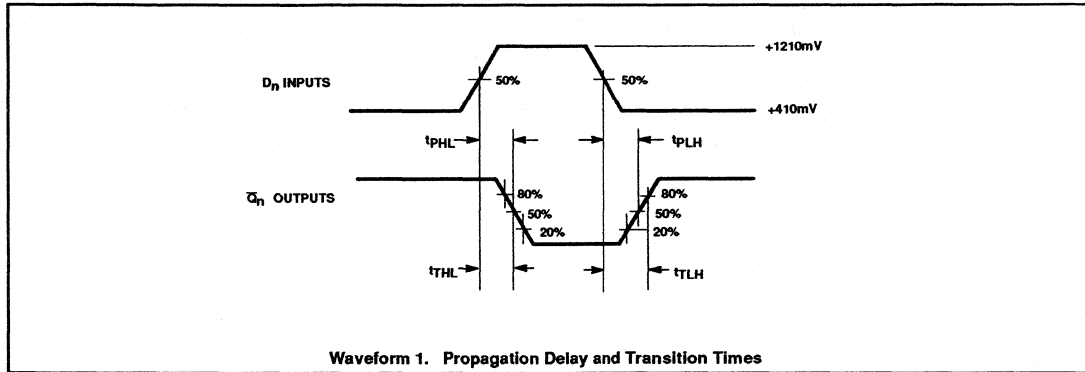 +1210mV
Dn INPUTS
50%
50%
+410mV
tPHL
tPLH
Q̅n OUTPUTS
80%
50%
20%
80%
50%
20%
tTHL
tTLH
Waveform 1. Propagation Delay and Transition Times